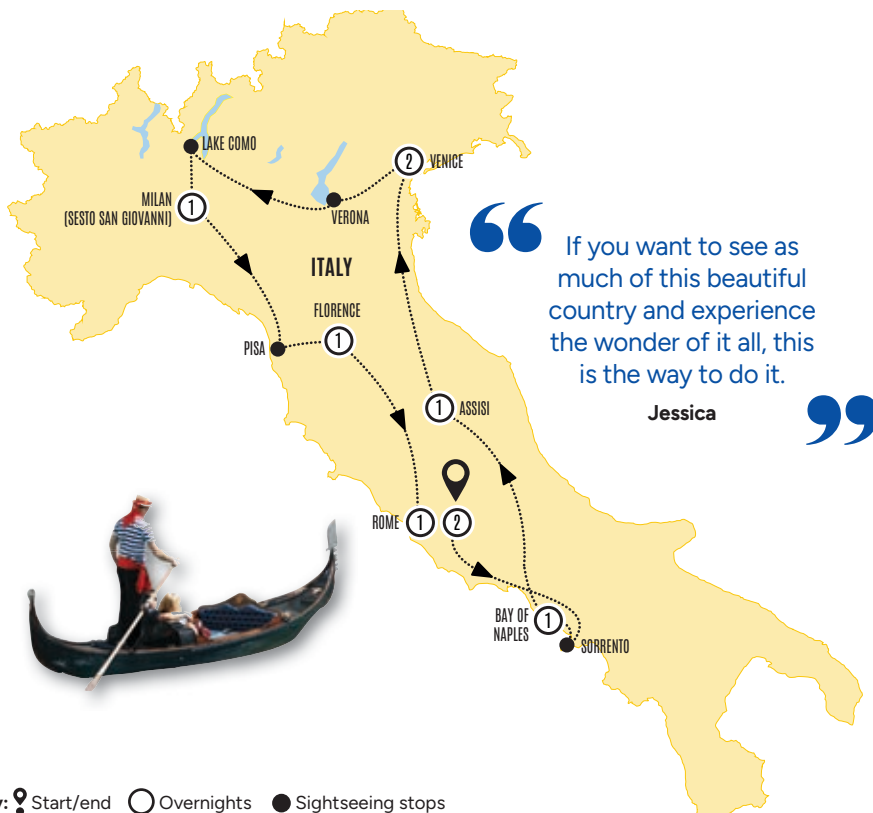 LAKE COMO
2 VENICE
MILAN
(SESTO SAN GIOVANNI)
1
VERONA
ITALY
FLORENCE
PISA
1
1 ASSISI
ROME 1 2
BAY OF
NAPLES
1
SORRENTO
“
If you want to see as
much of this beautiful
country and experience
the wonder of it all, this
is the way to do it.
Jessica
”
y: Start/end Overnights Sightseeing stops